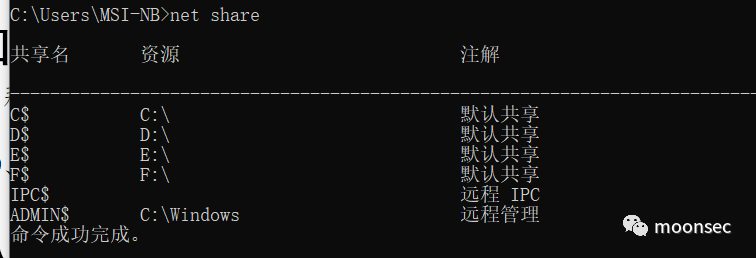 C:\Users\MSI-NB>net share
共享名 资源 注解
-------------------------------------------------------------------------------
C$ C:\ 默认共享
D$ D:\ 默认共享
E$ E:\ 默认共享
F$ F:\ 默认共享
IPC$ 远程 IPC
ADMIN$ C:\Windows 远程管理
命令成功完成。
moonsec